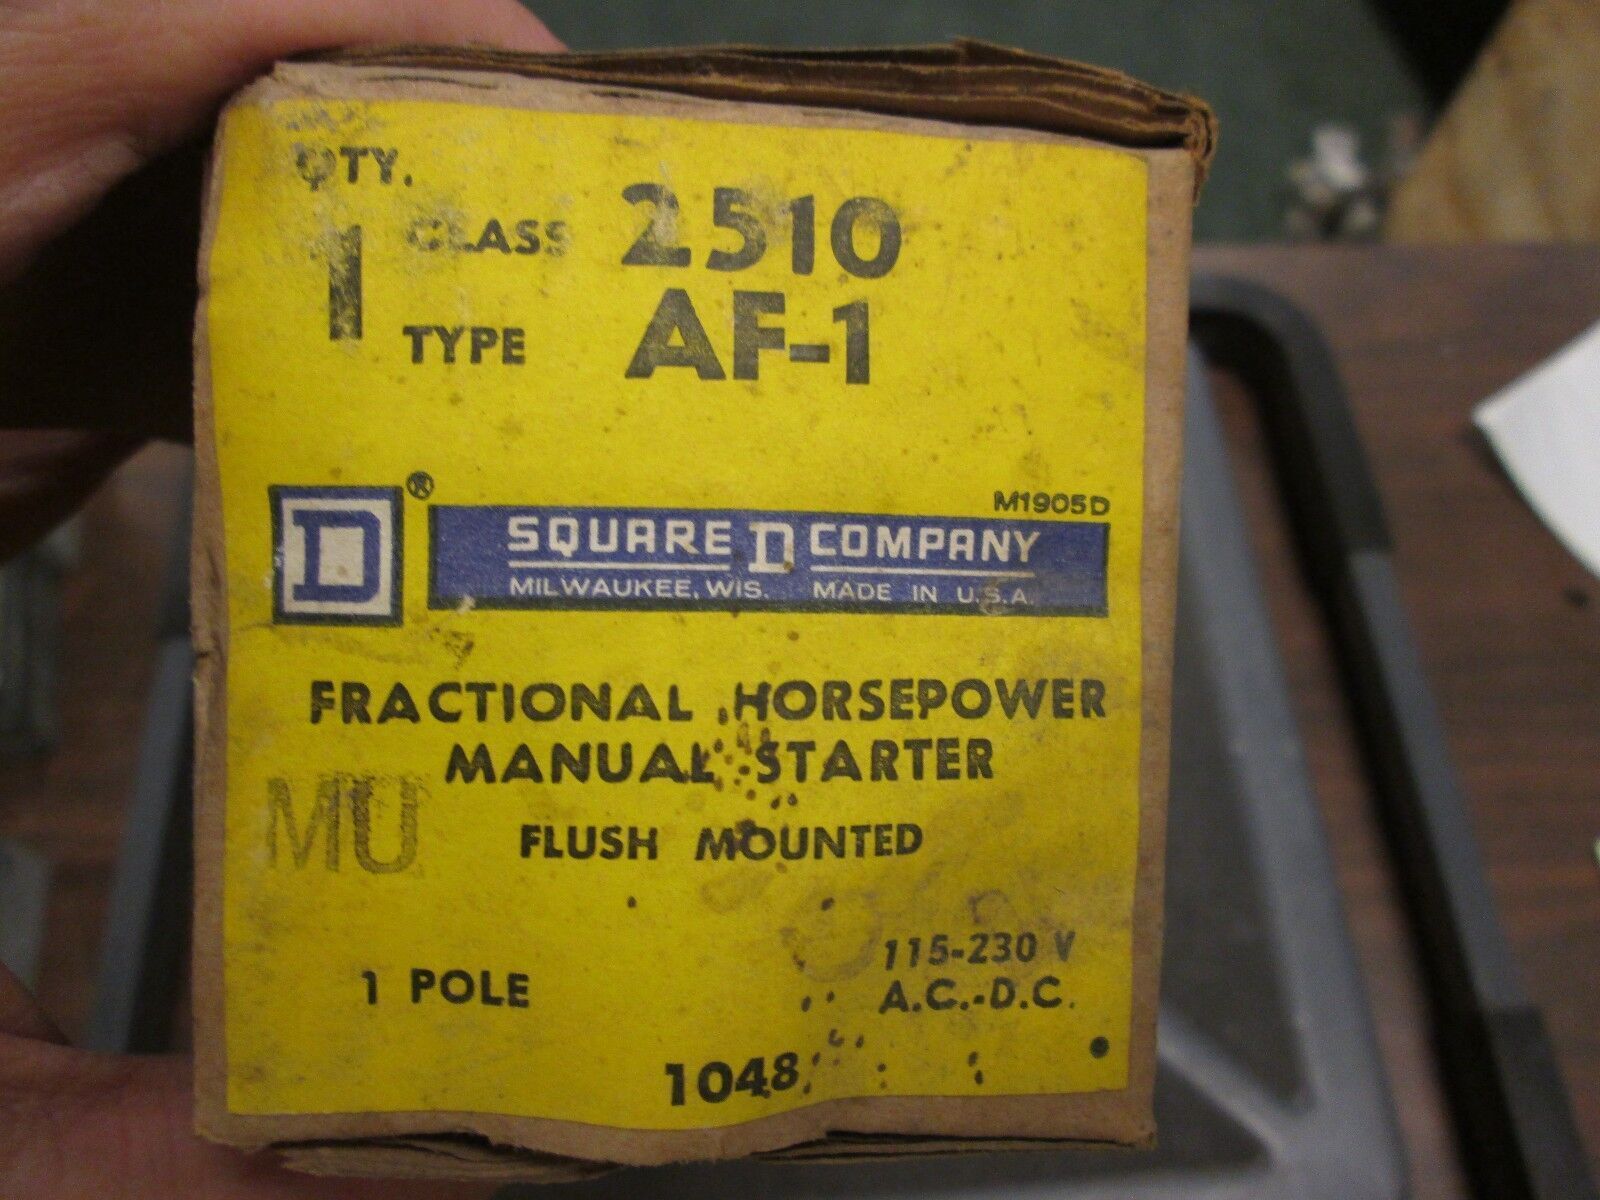 QTY.
1 CLASS 2510
TYPE AF-1
M1905D
D ® SQUARE D COMPANY
MILWAUKEE, WIS. MADE IN U.S.A.
FRACTIONAL HORSEPOWER
MANUAL STARTER
MU
FLUSH MOUNTED
115-230 V
1 POLE A.C.-D.C.
1048